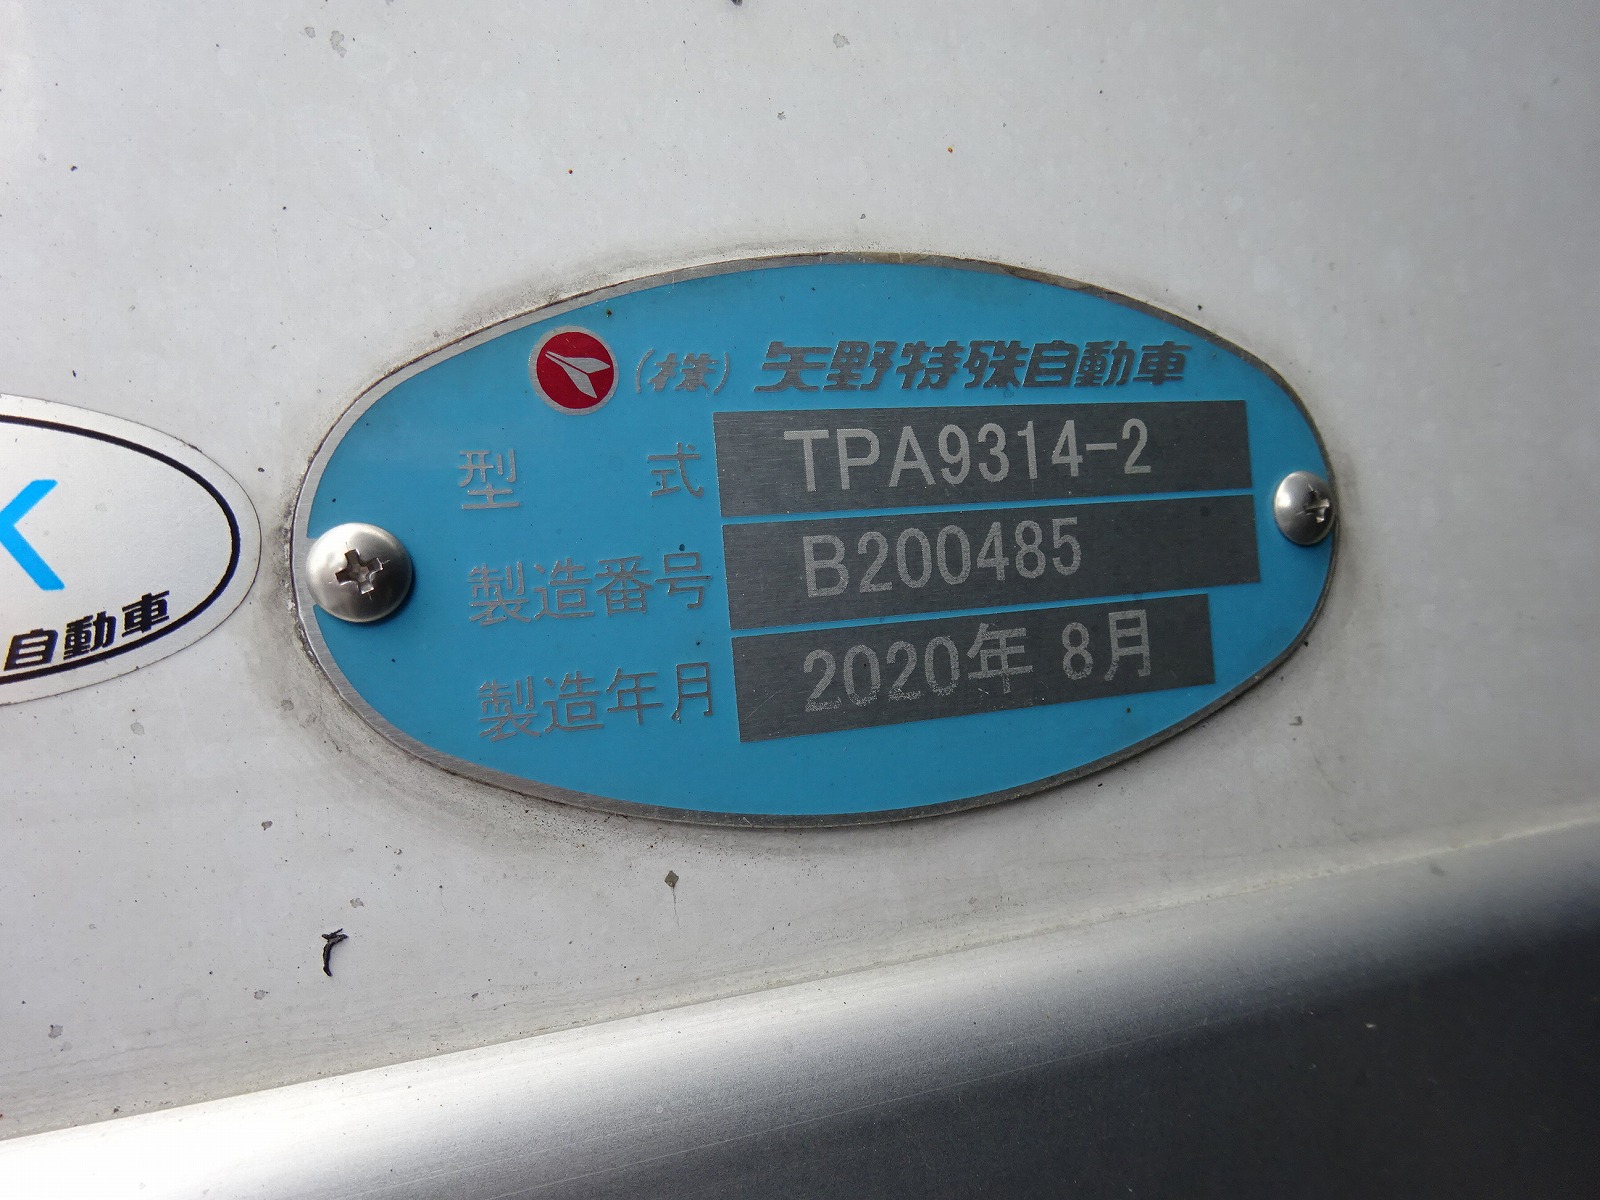 (株) 矢野特殊自動車
型式 TPA9314-2
製造番号 B200485
製造年月 2020年 8月
自動車